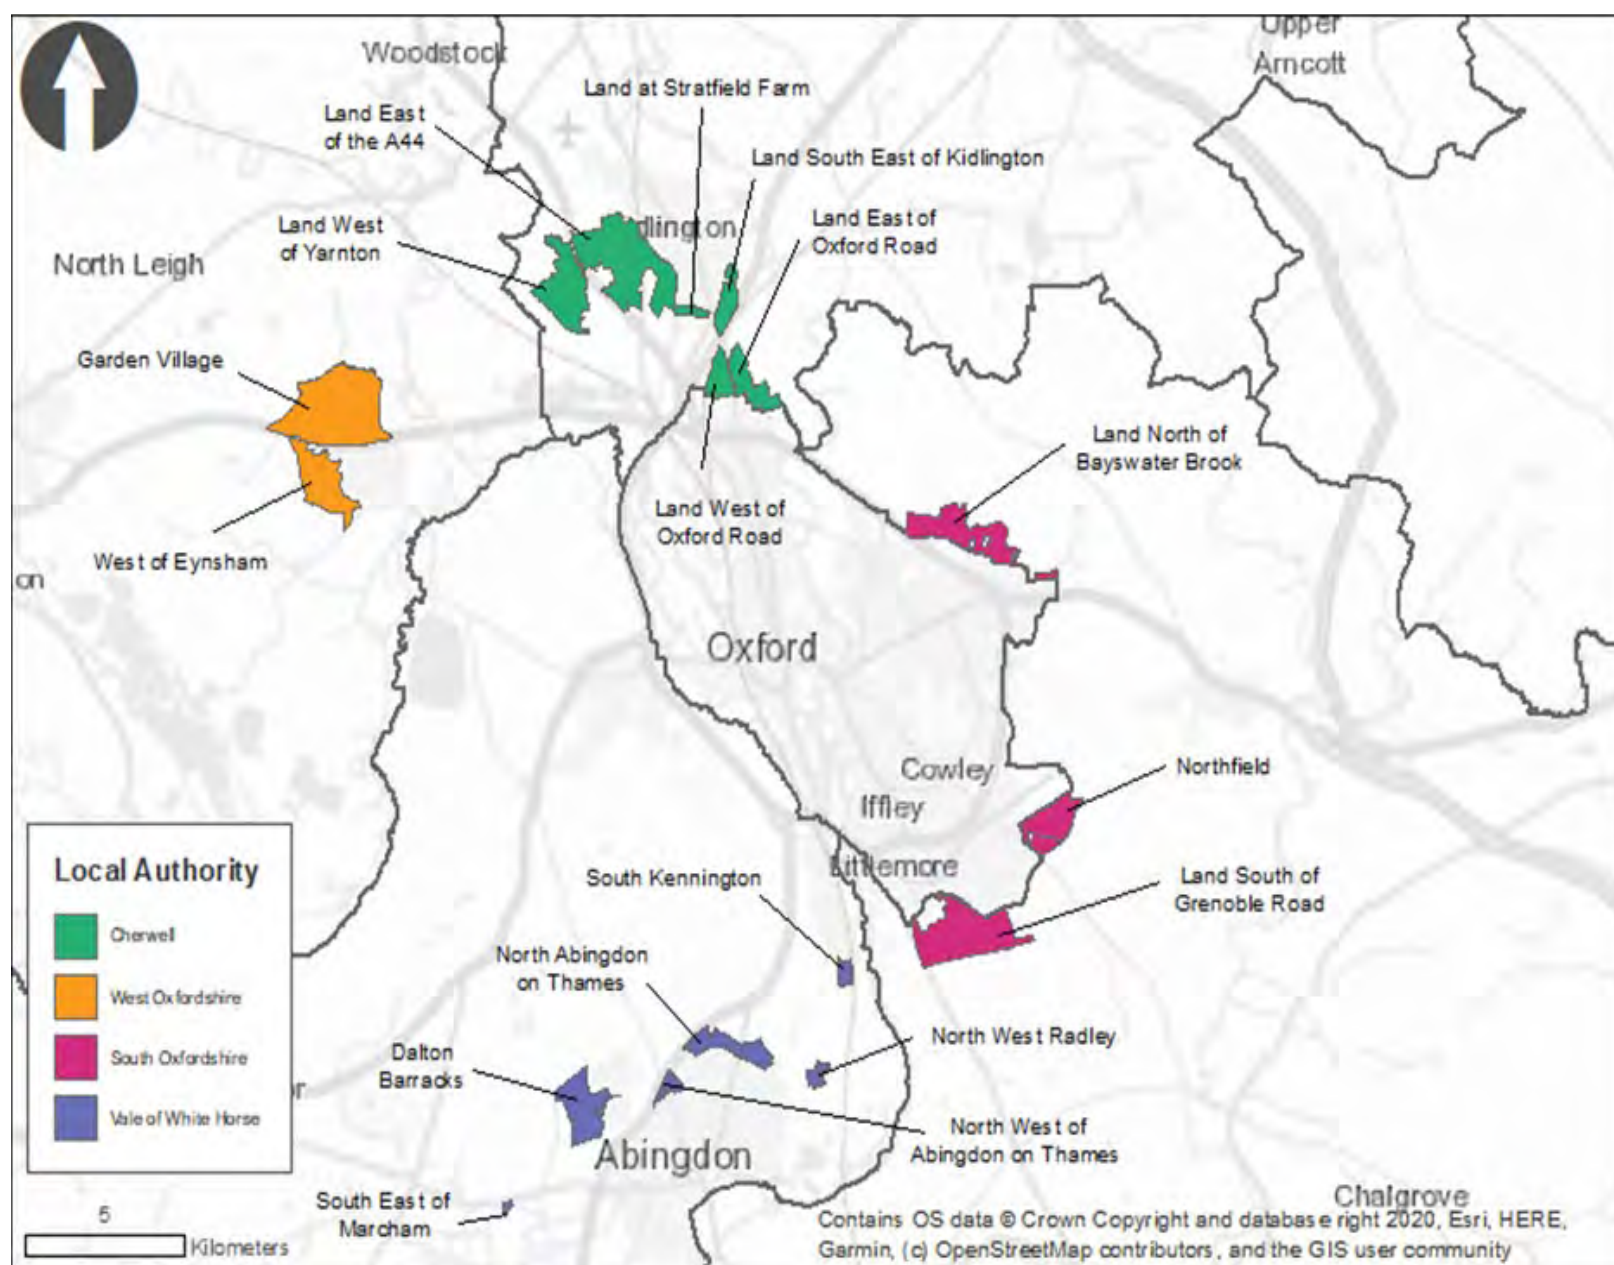 Woodstock
Upper
Arncott
Land at Stratfield Farm
Land East
of the A44
Land South East of Kidlington
Land West
of Yarnton
dlington
Land East of
Oxford Road
North Leigh
Garden Village
Land North of
Bayswater Brook
Land West of
Oxford Road
West of Eynsham
on
Oxford
Cowley
Northfield
Iffley
Littlemore
South Kennington
Land South of
Grenoble Road
Local Authority
Cherwell
West Oxfordshire
South Oxfordshire
Vale of White Horse
North Abingdon
on Thames
North West Radley
Dalton
Barracks
or
North West of
Abingdon on Thames
Abingdon
South East of
Marcham
Chalgrove
5
Kilometers
Contains OS data © Crown Copyright and database right 2020, Esri, HERE,
Garmin, (c) OpenStreetMap contributors, and the GIS user community